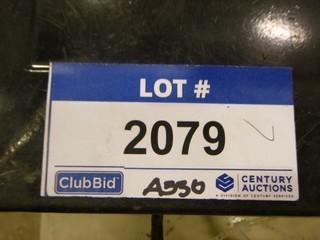 LOT #
2079
ClubBid
A550
CENTURY
AUCTIONS
A DIVISION OF CENTURY SERVICES